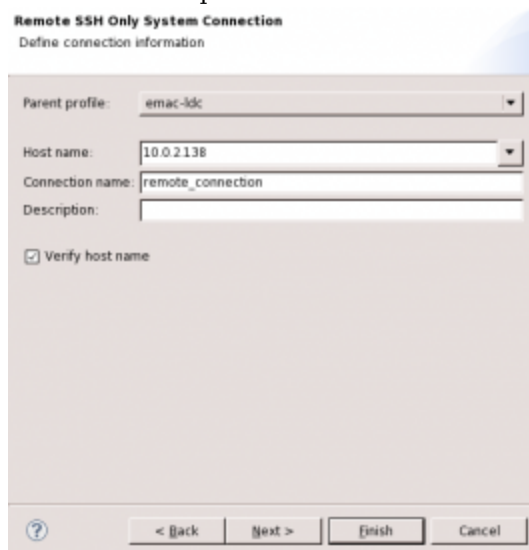 Remote SSH Only System Connection
Define connection information
Parent profile: emac-ldc
Host name: 10.0.2.138
Connection name: remote_connection
Description:
Verify host name
? < Back Next > Finish Cancel